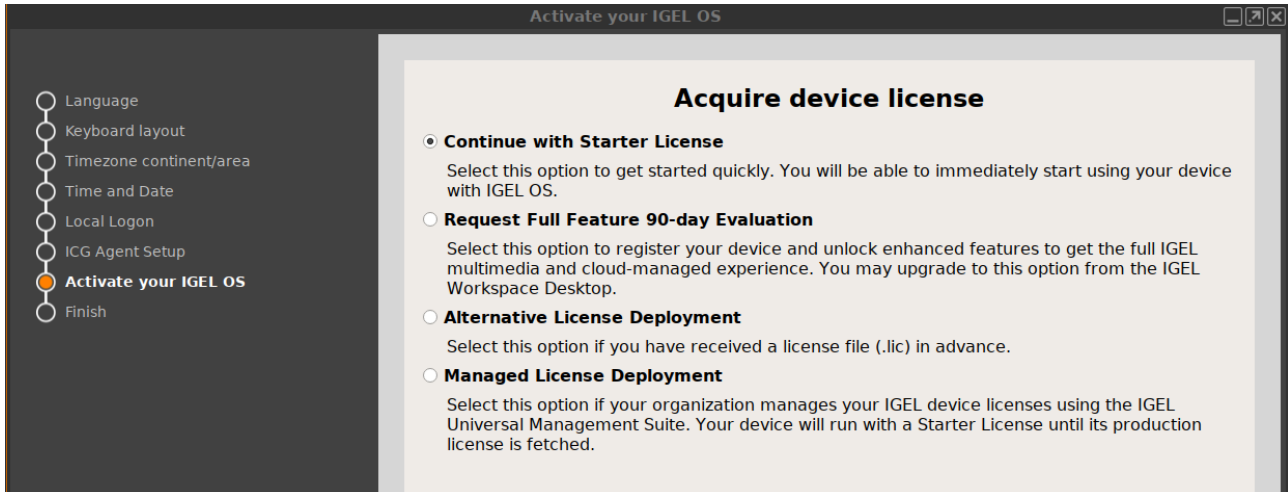 Activate your IGEL OS
Language
Keyboard layout
Timezone continent/area
Time and Date
Local Logon
ICG Agent Setup
Activate your IGEL OS
Finish
Acquire device license
Continue with Starter License
Select this option to get started quickly. You will be able to immediately start using your device
with IGEL OS.
Request Full Feature 90-day Evaluation
Select this option to register your device and unlock enhanced features to get the full IGEL
multimedia and cloud-managed experience. You may upgrade to this option from the IGEL
Workspace Desktop.
Alternative License Deployment
Select this option if you have received a license file (.lic) in advance.
Managed License Deployment
Select this option if your organization manages your IGEL device licenses using the IGEL
Universal Management Suite. Your device will run with a Starter License until its production
license is fetched.